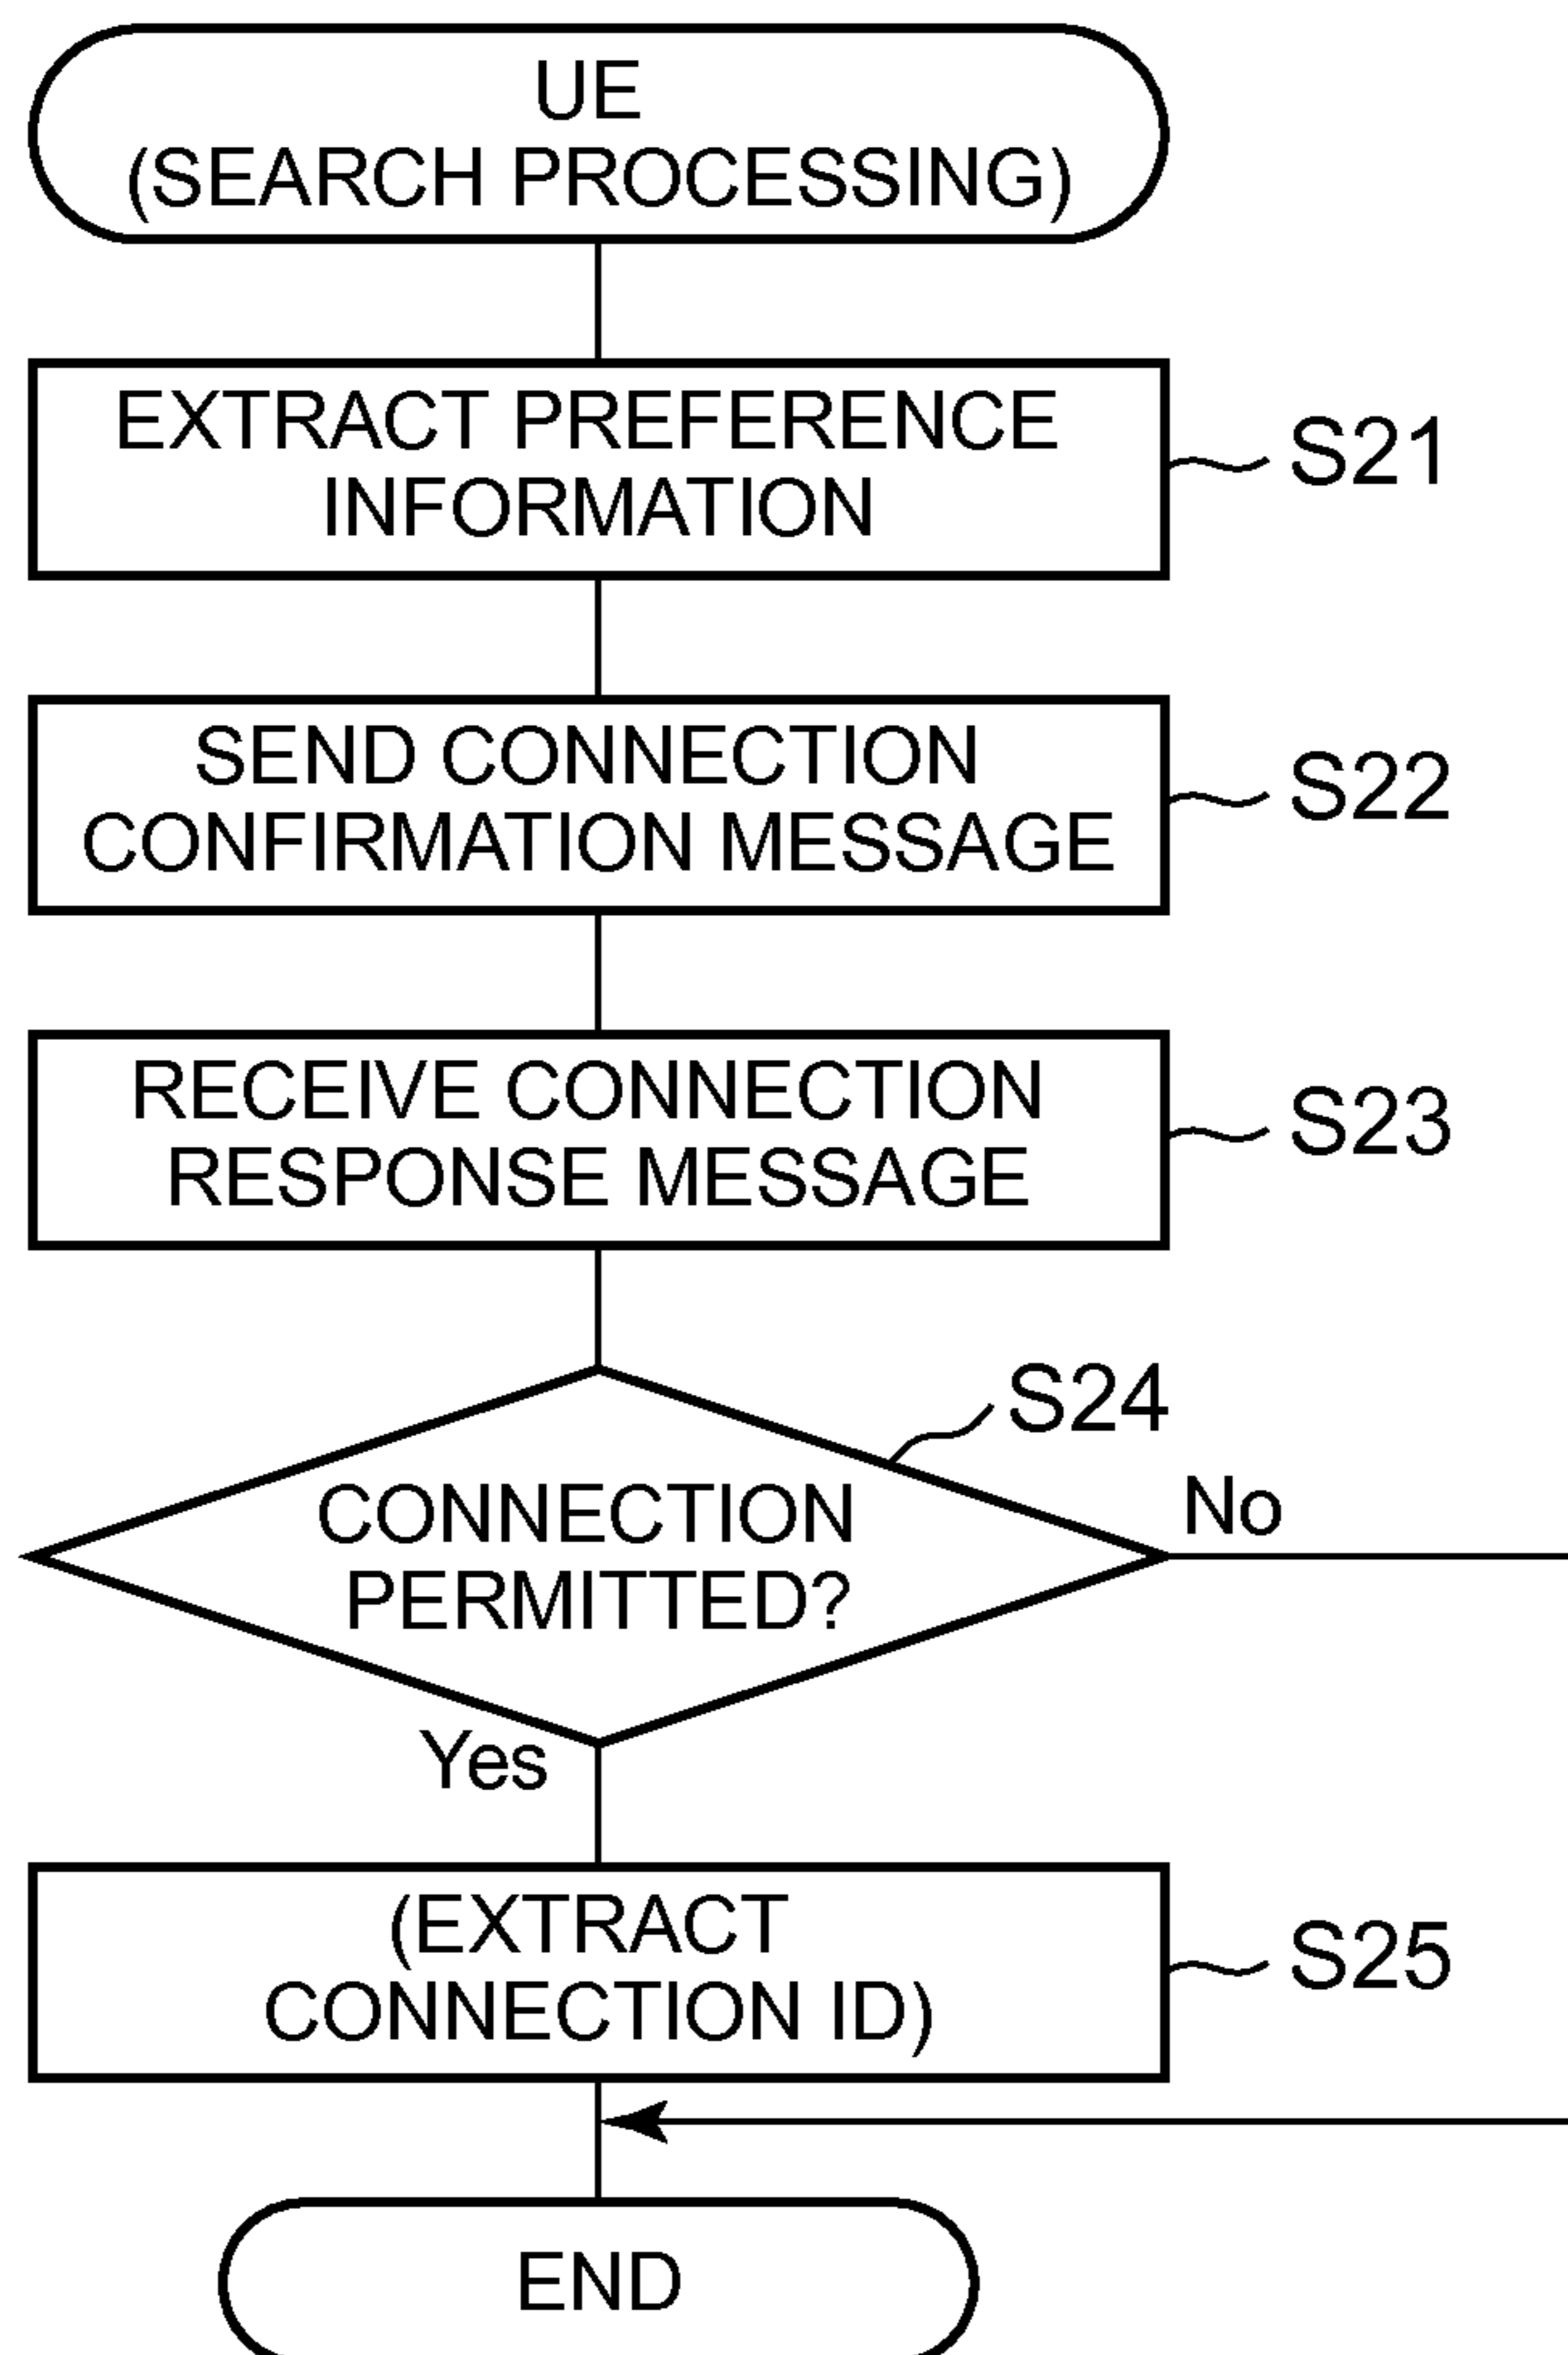 UE
(SEARCH PROCESSING)
EXTRACT PREFERENCE
INFORMATION
S21
SEND CONNECTION
CONFIRMATION MESSAGE
S22
RECEIVE CONNECTION
RESPONSE MESSAGE
S23
S24
CONNECTION
PERMITTED?
No
Yes
(EXTRACT
CONNECTION ID)
S25
END